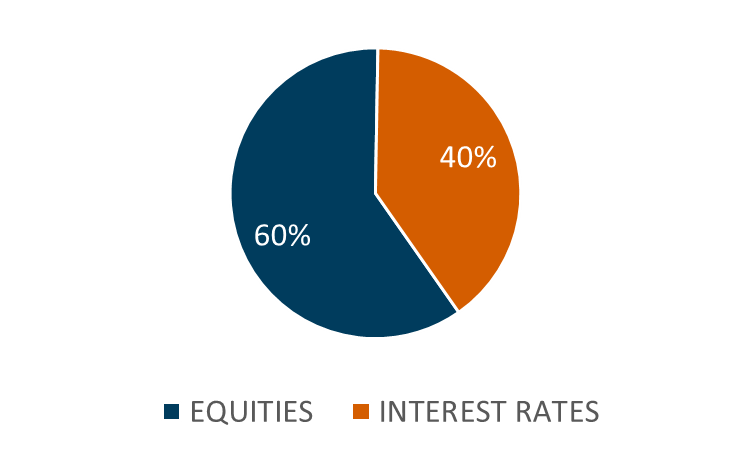 40%
60%
EQUITIES INTEREST RATES